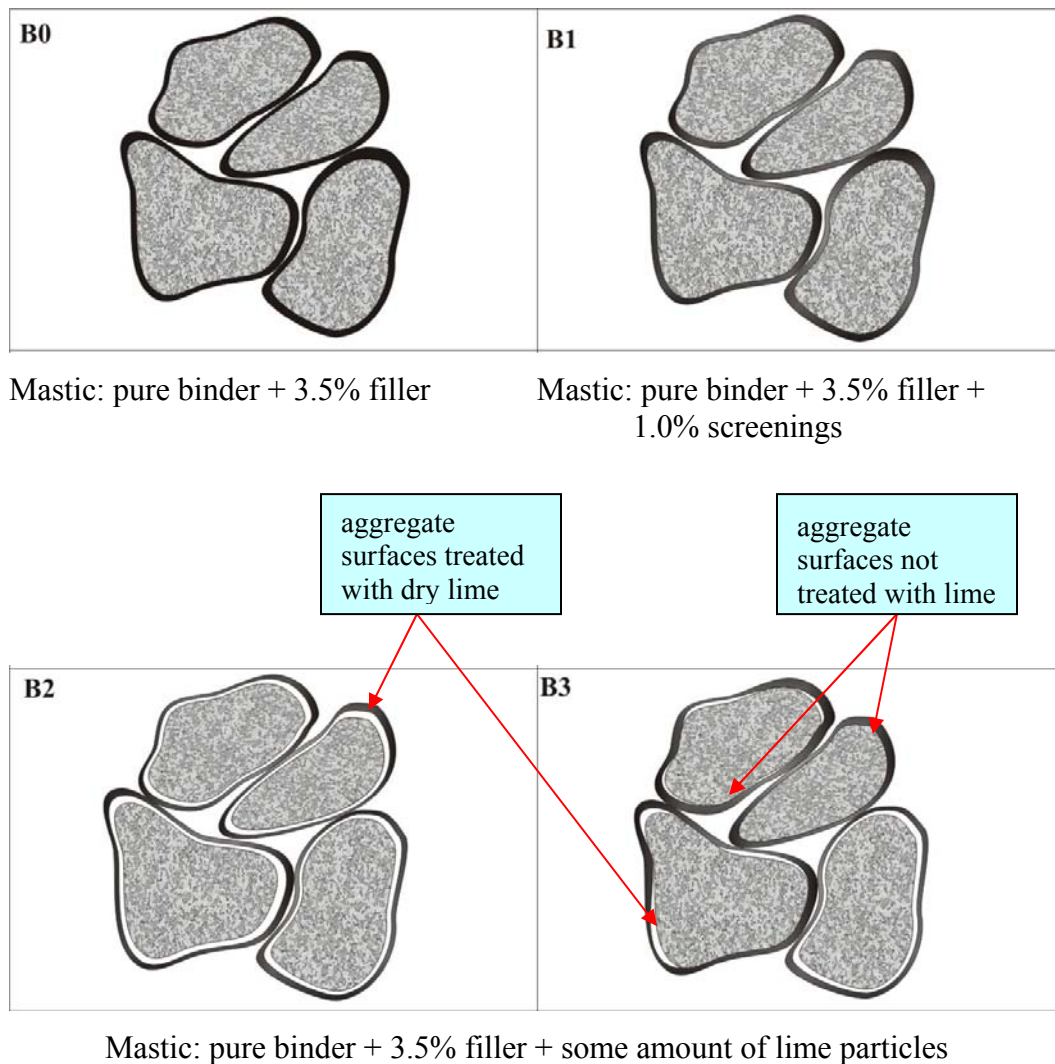 B0
B1
Mastic: pure binder + 3.5% filler
Mastic: pure binder + 3.5% filler +
1.0% screenings
aggregate
surfaces treated
with dry lime
aggregate
surfaces not
treated with lime
B2
B3
Mastic: pure binder + 3.5% filler + some amount of lime particles